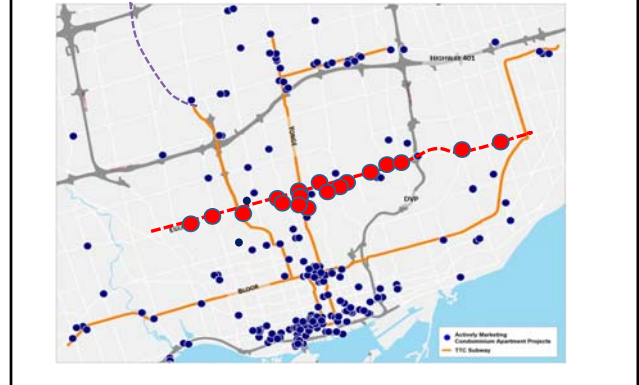 HIGHWAY 401
YONGE
DVP
BLOOR
Actively Marketing
Condominium Apartment Projects
TTC Subway